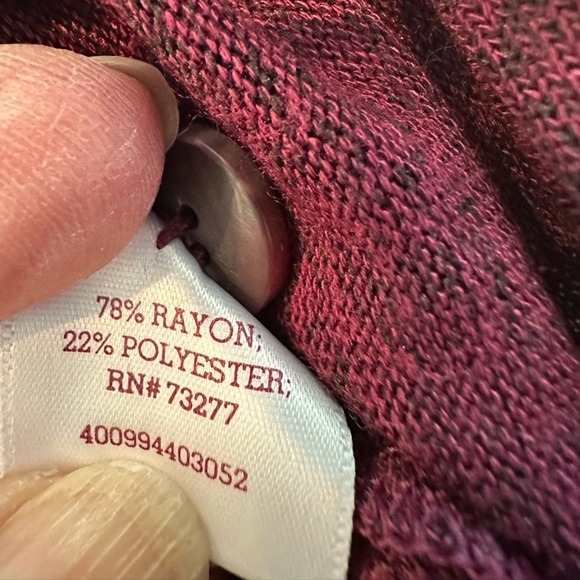 78% RAYON;
22% POLYESTER;
RN# 73277
400994403052